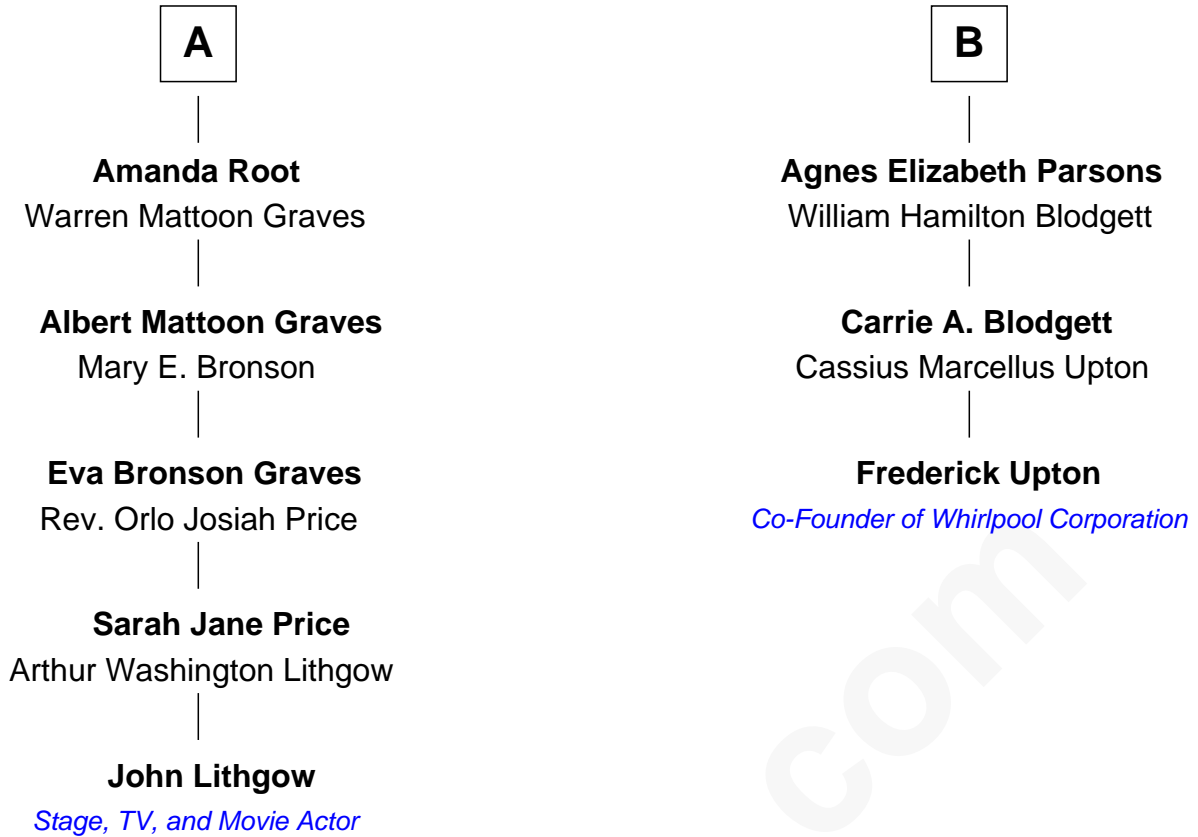 A
Amanda Root
Warren Mattoon Graves
Albert Mattoon Graves
Mary E. Bronson
Eva Bronson Graves
Rev. Orlo Josiah Price
Sarah Jane Price
Arthur Washington Lithgow
John Lithgow
Stage, TV, and Movie Actor
B
Agnes Elizabeth Parsons
William Hamilton Blodgett
Carrie A. Blodgett
Cassius Marcellus Upton
Frederick Upton
Co-Founder of Whirlpool Corporation
com